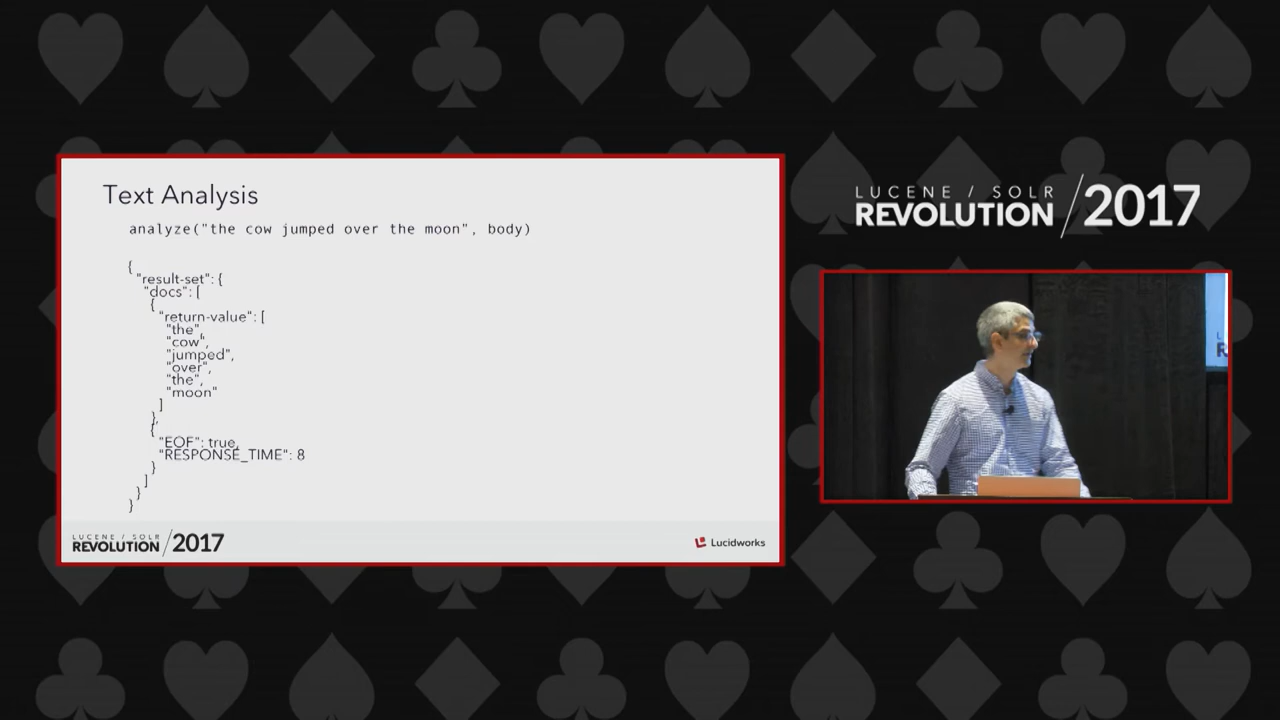 Text Analysis
analyze("the cow jumped over the moon", body)
{
"result-set": {
"docs": [
{
"return-value": [
"the",
"cow",
"jumped",
"over",
"the",
"moon"
]
},
{
"EOF": true,
"RESPONSE_TIME": 8
}
]
}
}
LUCENE / SOLR
REVOLUTION/2017
Lucidworks
LUCENE / SOLR
REVOLUTION/2017